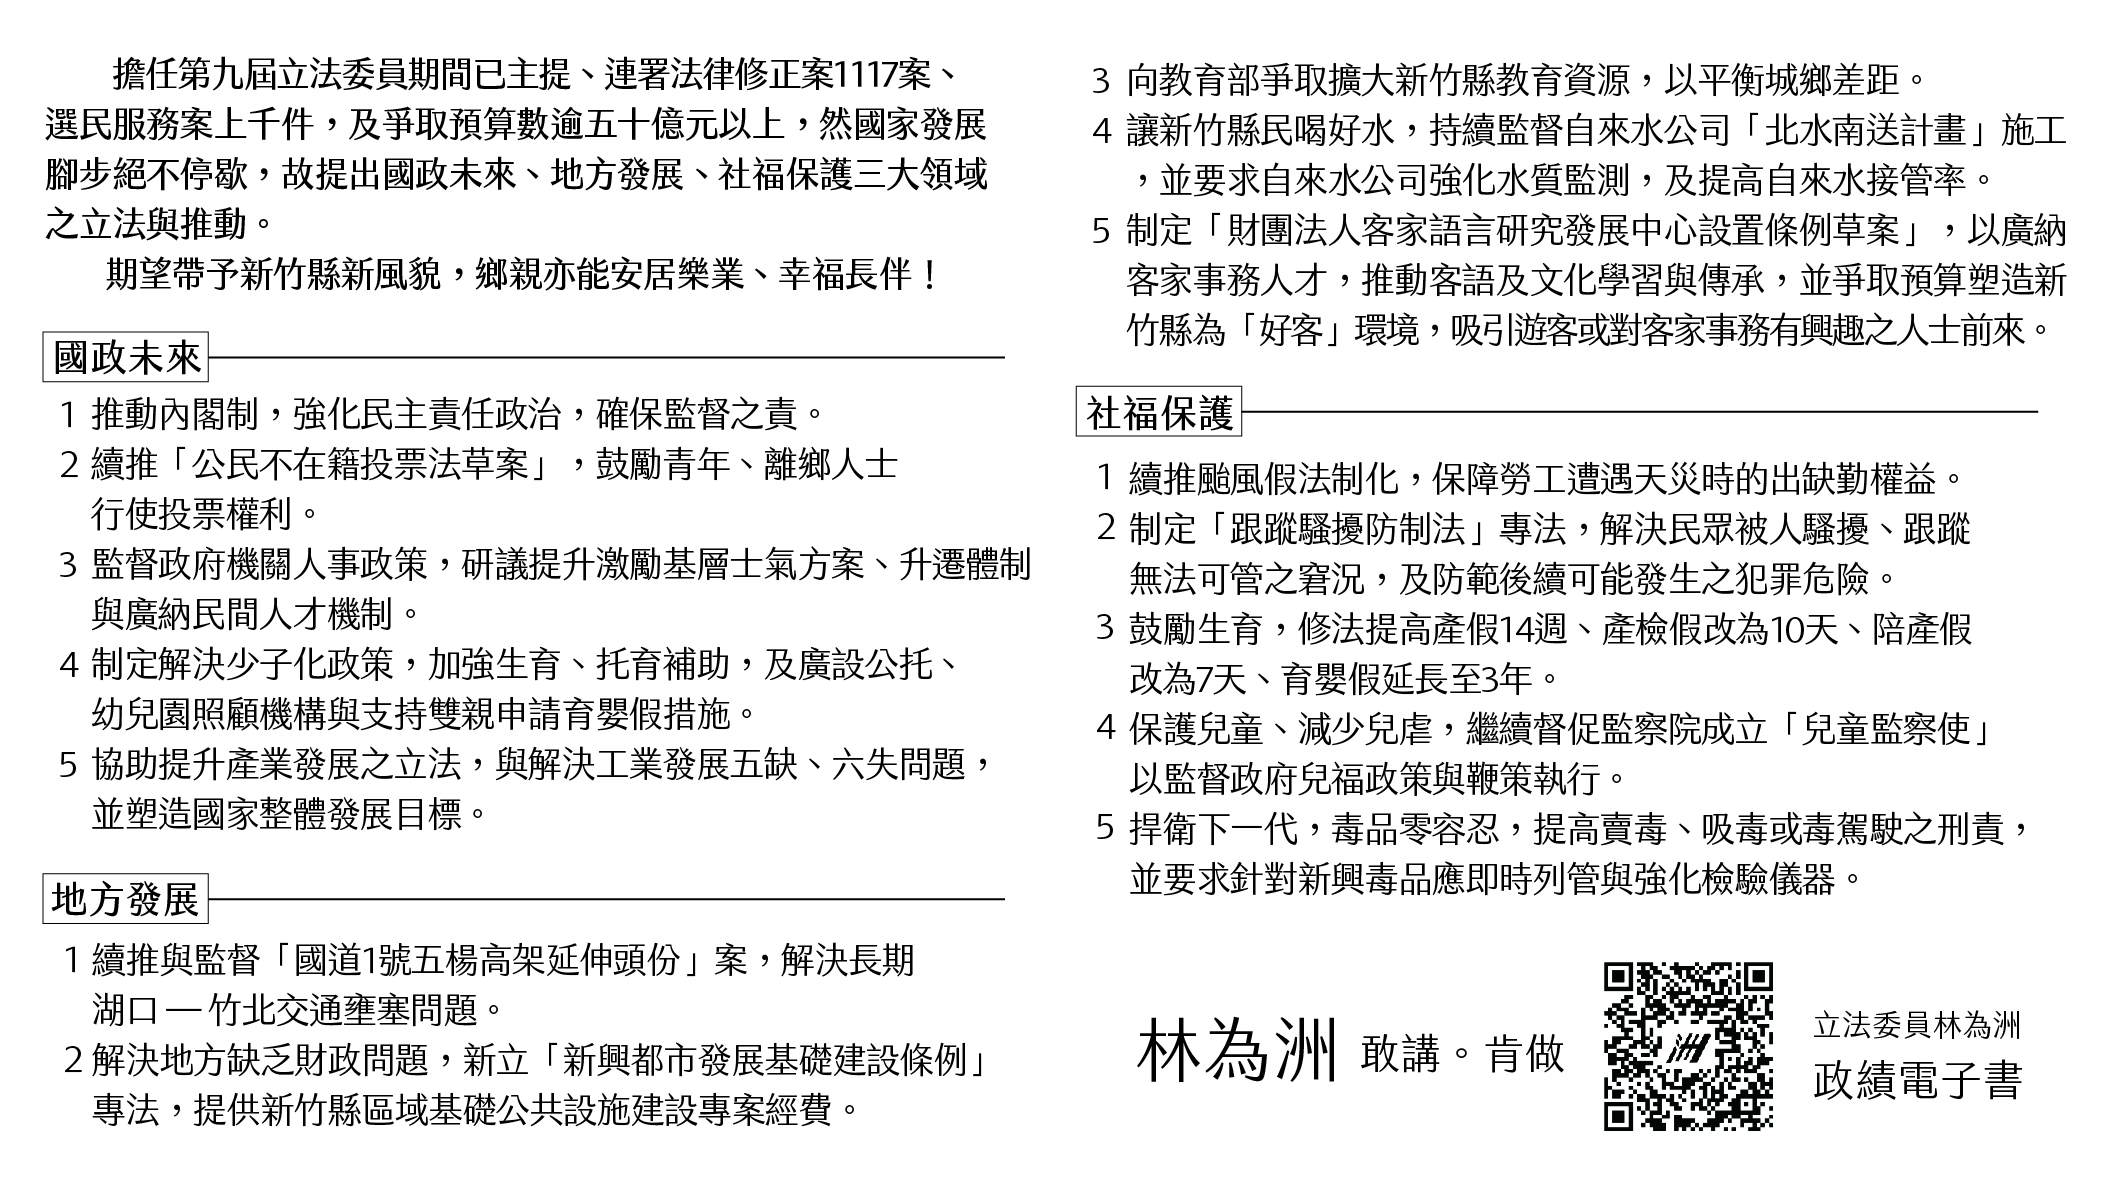 擔任第九屆立法委員期間已主提、連署法律修正案1117案、
選民服務案上千件，及爭取預算數逾五十億元以上，然國家發展
腳步絕不停歇，故提出國政未來、地方發展、社福保護三大領域
之立法與推動。
期望帶予新竹縣新風貌，鄉親亦能安居樂業、幸福長伴！
國政未來
1 推動內閣制，強化民主責任政治，確保監督之責。
2 續推「公民不在籍投票法草案」，鼓勵青年、離鄉人士
行使投票權利。
3 監督政府機關人事政策，研議提升激勵基層士氣方案、升遷體制
與廣納民間人才機制。
4 制定解決少子化政策，加強生育、托育補助，及廣設公托、
幼兒園照顧機構與支持雙親申請育嬰假措施。
5 協助提升產業發展之立法，與解決工業發展五缺、六失問題，
並塑造國家整體發展目標。
地方發展
1 續推與監督「國道1號五楊高架延伸頭份」案，解決長期
湖口 — 竹北交通壅塞問題。
2 解決地方缺乏財政問題，新立「新興都市發展基礎建設條例」
專法，提供新竹縣區域基礎公共設施建設專案經費。
3 向教育部爭取擴大新竹縣教育資源，以平衡城鄉差距。
4 讓新竹縣民喝好水，持續監督自來水公司「北水南送計畫」施工
，並要求自來水公司強化水質監測，及提高自來水接管率。
5 制定「財團法人客家語言研究發展中心設置條例草案」，以廣納
客家事務人才，推動客語及文化學習與傳承，並爭取預算塑造新
竹縣為「好客」環境，吸引遊客或對客家事務有興趣之人士前來。
社福保護
1 續推颱風假法制化，保障勞工遭遇天災時的出缺勤權益。
2 制定「跟蹤騷擾防制法」專法，解決民眾被人騷擾、跟蹤
無法可管之窘況，及防範後續可能發生之犯罪危險。
3 鼓勵生育，修法提高產假14週、產檢假改為10天、陪產假
改為7天、育嬰假延長至3年。
4 保護兒童、減少兒虐，繼續督促監察院成立「兒童監察使」
以監督政府兒福政策與鞭策執行。
5 捍衛下一代，毒品零容忍，提高賣毒、吸毒或毒駕駛之刑責，
並要求針對新興毒品應即時列管與強化檢驗儀器。
林為洲 敢講。肯做
洲
立法委員林為洲
政績電子書